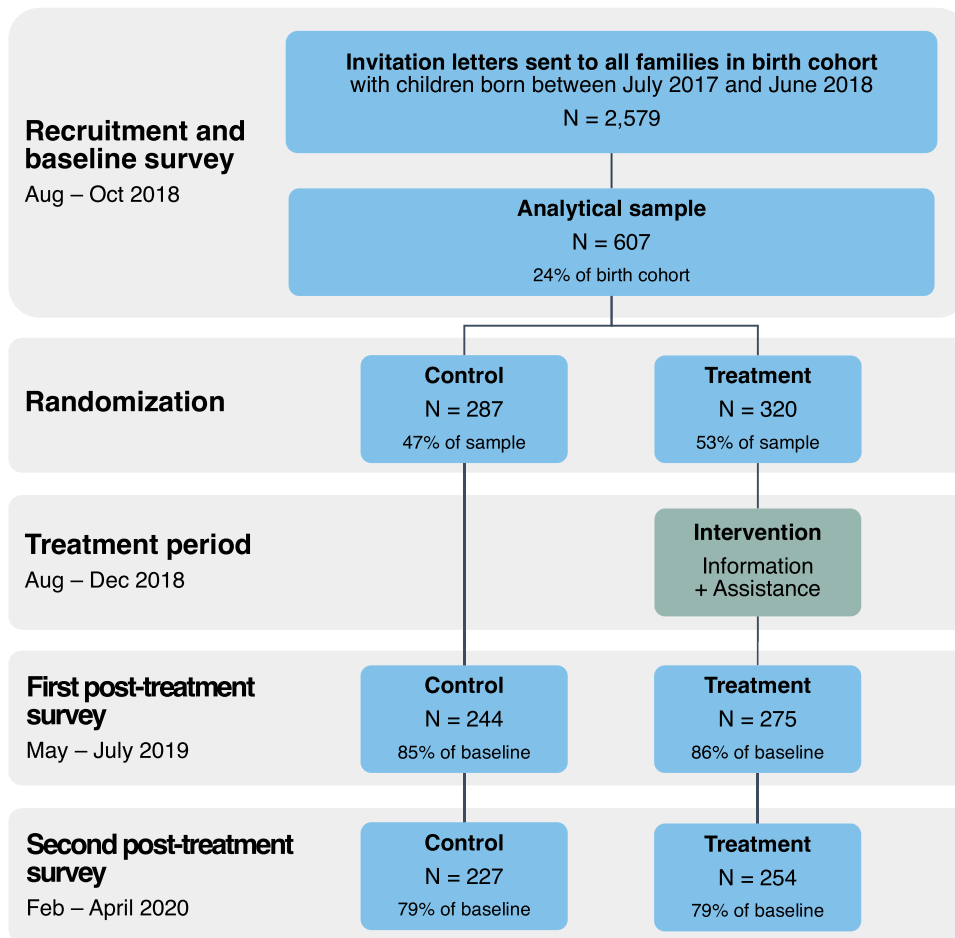 Recruitment and
baseline survey
Aug – Oct 2018
Invitation letters sent to all families in birth cohort
with children born between July 2017 and June 2018
N = 2,579
Analytical sample
N = 607
24% of birth cohort
Randomization
Control
N = 287
47% of sample
Treatment
N = 320
53% of sample
Treatment period
Aug – Dec 2018
Intervention
Information
+ Assistance
First post-treatment
survey
May – July 2019
Control
N = 244
85% of baseline
Treatment
N = 275
86% of baseline
Second post-treatment
survey
Feb – April 2020
Control
N = 227
79% of baseline
Treatment
N = 254
79% of baseline